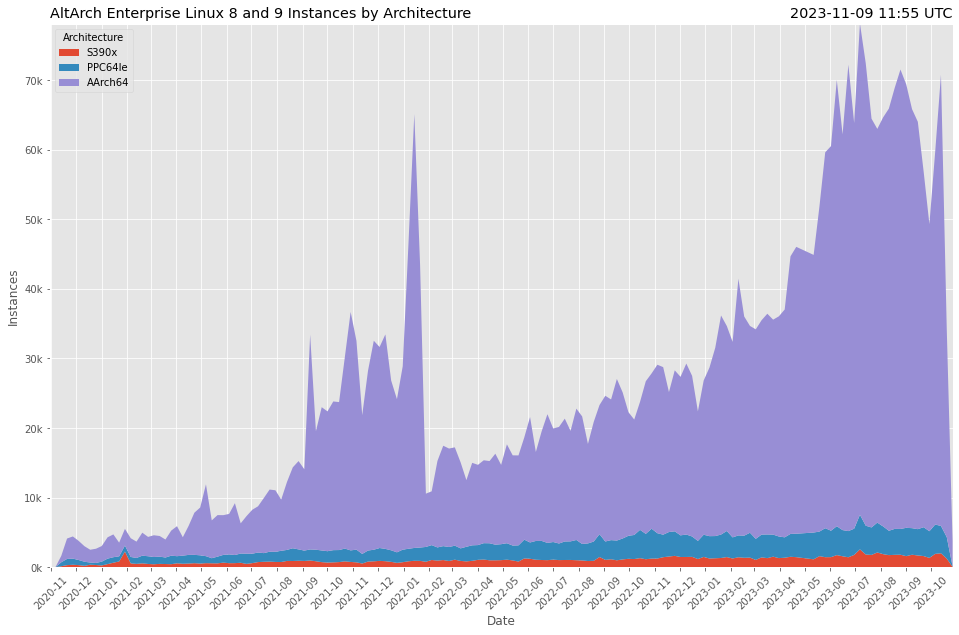 AltArch Enterprise Linux 8 and 9 Instances by Architecture
2023-11-09 11:55 UTC
Architecture
S390x
PPC64le
AArch64
70k
60k
50k
40k
30k
20k
10k
0k
Instances
2020-11
2020-12
2021-01
2021-02
2021-03
2021-04
2021-05
2021-06
2021-07
2021-08
2021-09
2021-10
2021-11
2021-12
2022-01
2022-02
2022-03
2022-04
2022-05
2022-06
2022-07
2022-08
2022-09
2022-10
2022-11
2022-12
2023-01
2023-02
2023-03
2023-04
2023-05
2023-06
2023-07
2023-08
2023-09
2023-10
Date